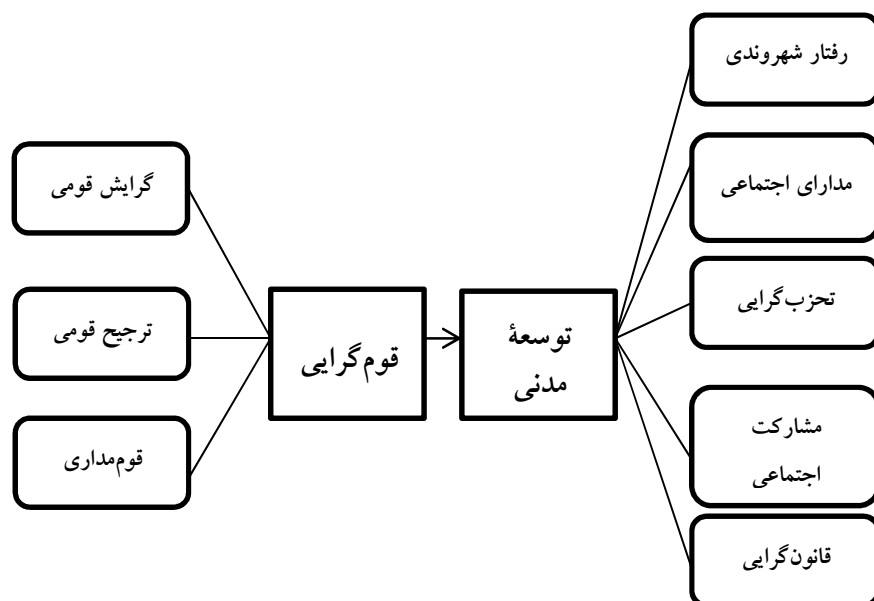 رفتار شهروندی
مدارای اجتماعی
گرایش قومی
تحزب‌گرایی
ترجیح قومی
توسعۀ
مدنی
قوم‌گرایی
مشارکت
اجتماعی
قوم‌مداری
قانون‌گرایی